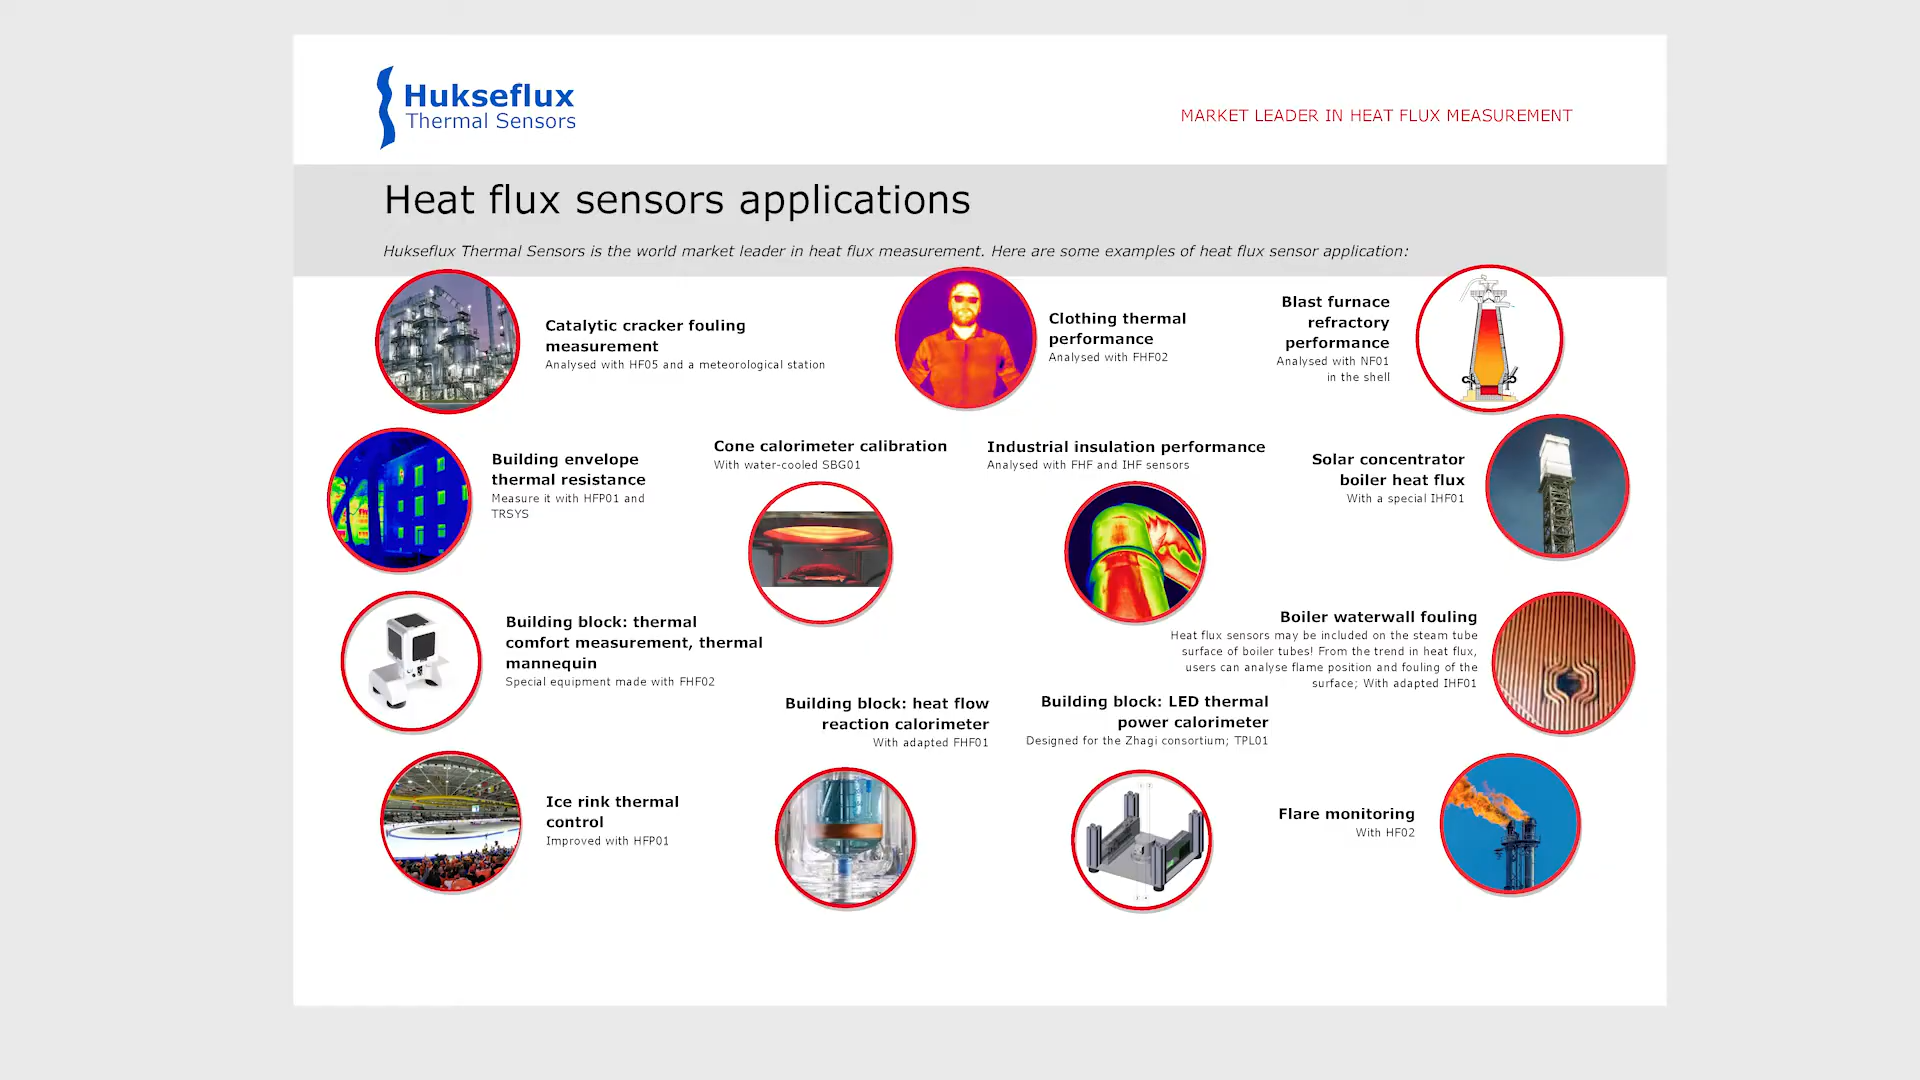 Hukseflux
Thermal Sensors
MARKET LEADER IN HEAT FLUX MEASUREMENT
Heat flux sensors applications
Hukseflux Thermal Sensors is the world market leader in heat flux measurement. Here are some examples of heat flux sensor application:
Catalytic cracker fouling
measurement
Analysed with HF05 and a meteorological station
Clothing thermal
performance
Analysed with FHF02
Blast furnace
refractory
performance
Analysed with NF01
in the shell
Building envelope
thermal resistance
Measure it with HFP01 and
TRSYS
Cone calorimeter calibration
With water-cooled SBG01
Industrial insulation performance
Analysed with FHF and IHF sensors
Solar concentrator
boiler heat flux
With a special IHF01
Building block: thermal
comfort measurement, thermal
mannequin
Special equipment made with FHF02
Boiler waterwall fouling
Heat flux sensors may be included on the steam tube
surface of boiler tubes! From the trend in heat flux,
users can analyse flame position and fouling of the
surface; With adapted IHF01
Building block: heat flow
reaction calorimeter
With adapted FHF01
Building block: LED thermal
power calorimeter
Designed for the Zhagi consortium; TPL01
Ice rink thermal
control
Improved with HFP01
Flare monitoring
With HF02